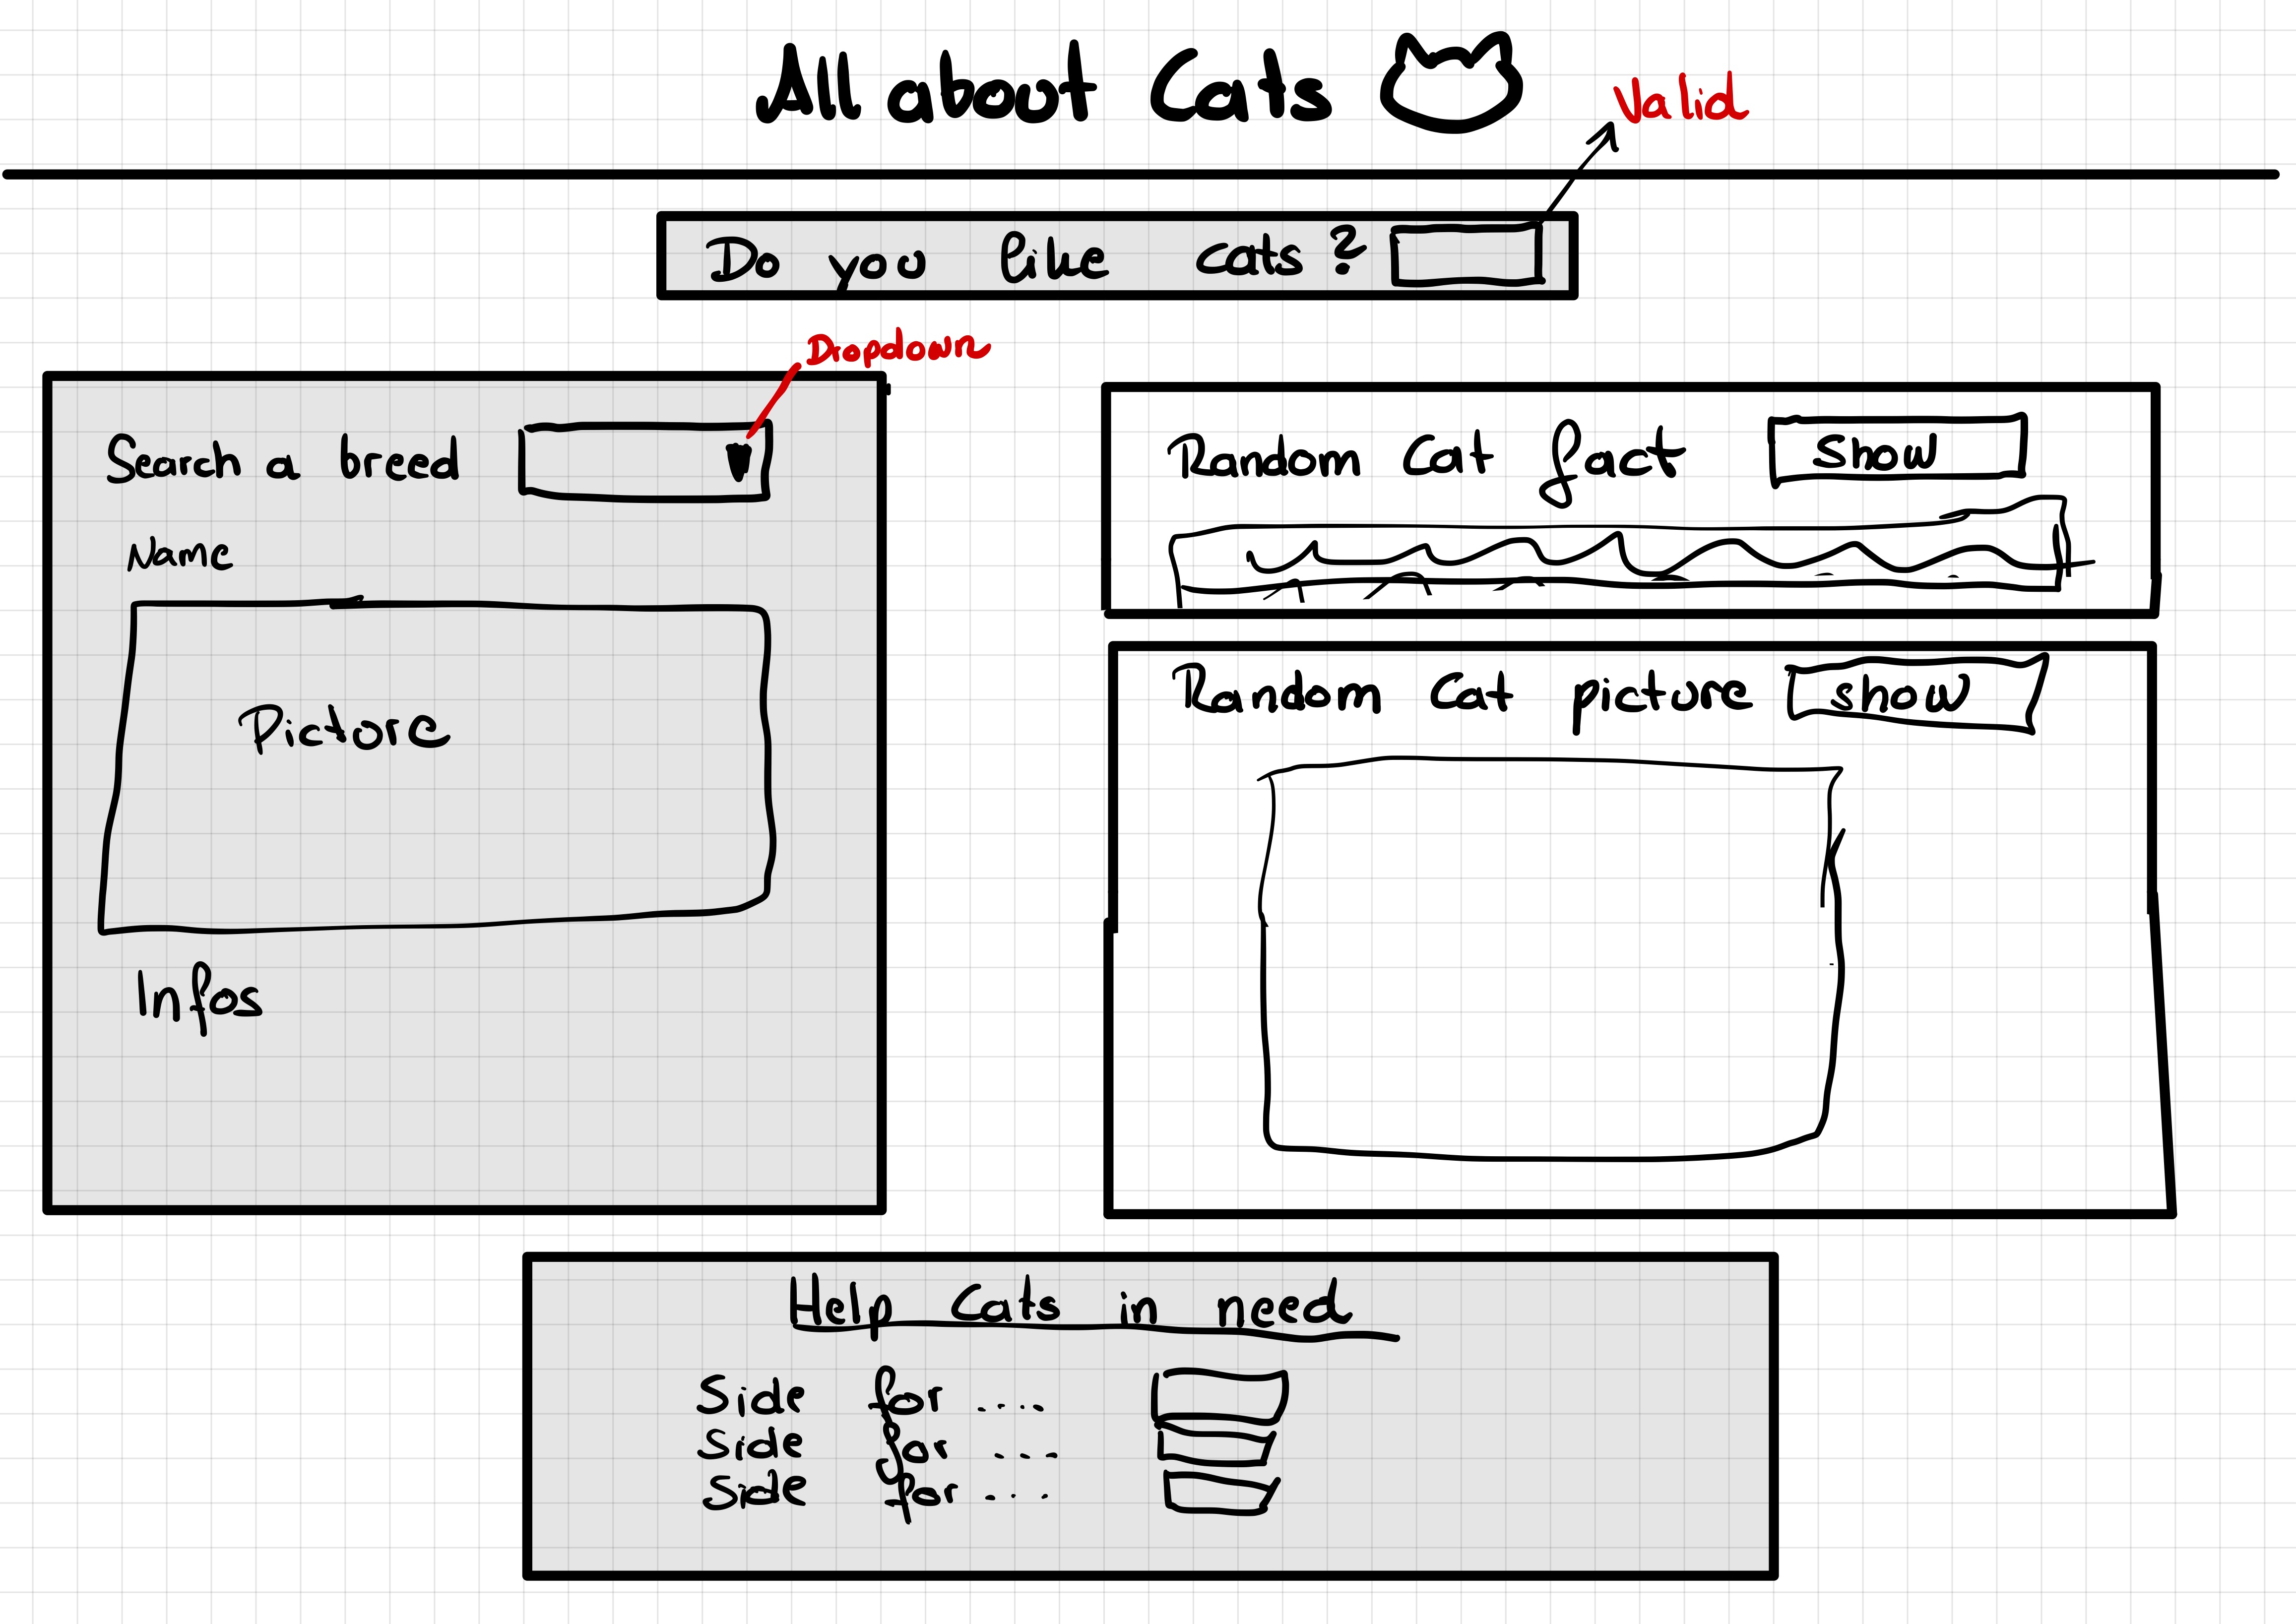 All about Cats
Valid
Do you like cats?
Dropdown
Search a breed
Name
Picture
Infos
Random Cat fact
Show
Random Cat picture
show
Help Cats in need
Side for ....
Side for ...
Side for ...